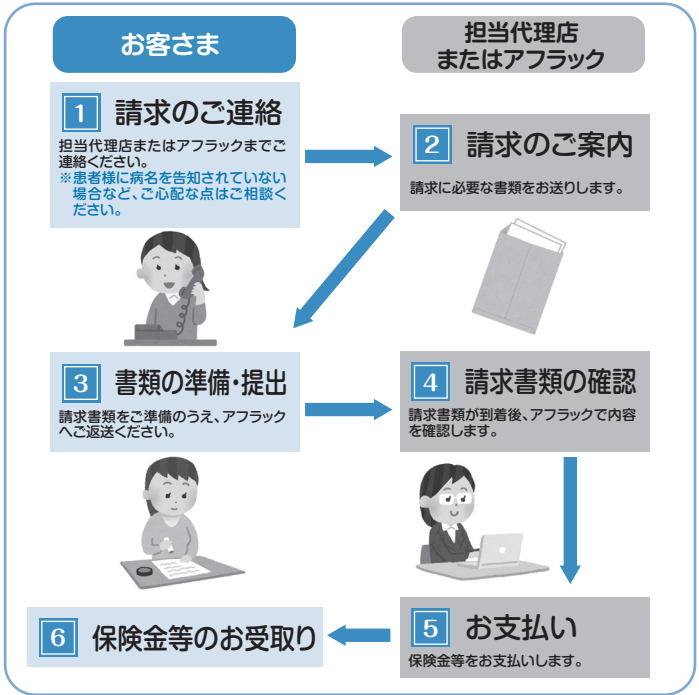 お客さま
担当代理店
またはアフラック
1 請求のご連絡
担当代理店またはアフラックまでご
連絡ください。
※患者様に病名を告知されていない
場合など、ご心配な点はご相談く
ださい。
2 請求のご案内
請求に必要な書類をお送りします。
3 書類の準備・提出
請求書類をご準備のうえ、アフラック
へご返送ください。
4 請求書類の確認
請求書類が到着後、アフラックで内容
を確認します。
5 お支払い
保険金等をお支払いします。
6 保険金等のお受取り